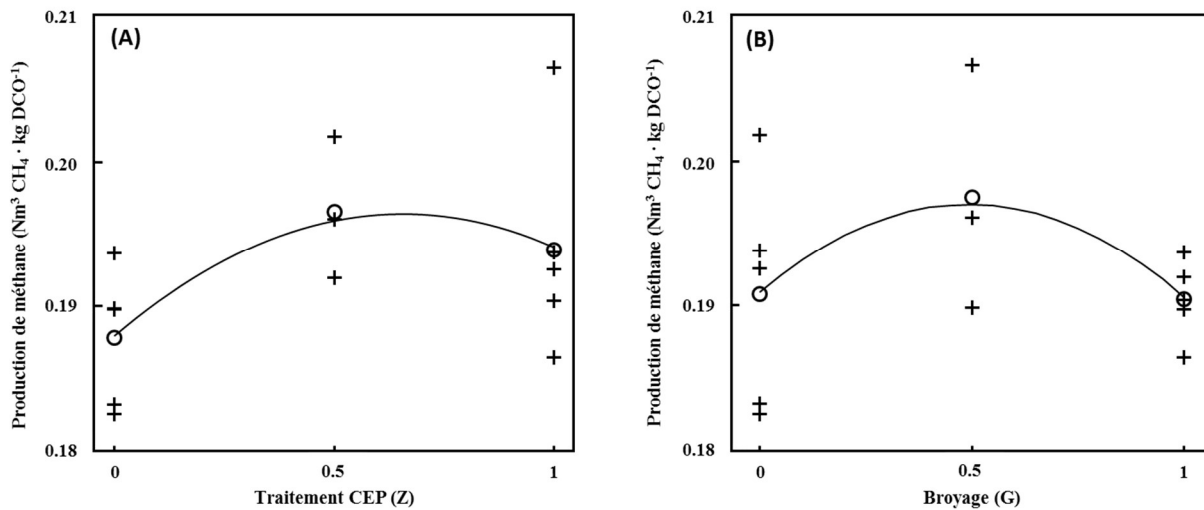 (A)
Production de méthane (Nm³ CH₄ · kg DCO⁻¹)
0.21
0.20
0.19
0.18
0 0.5 1
Traitement CEP (Z)
(B)
Production de méthane (Nm³ CH₄ · kg DCO⁻¹)
0.21
0.20
0.19
0.18
0 0.5 1
Broyage (G)